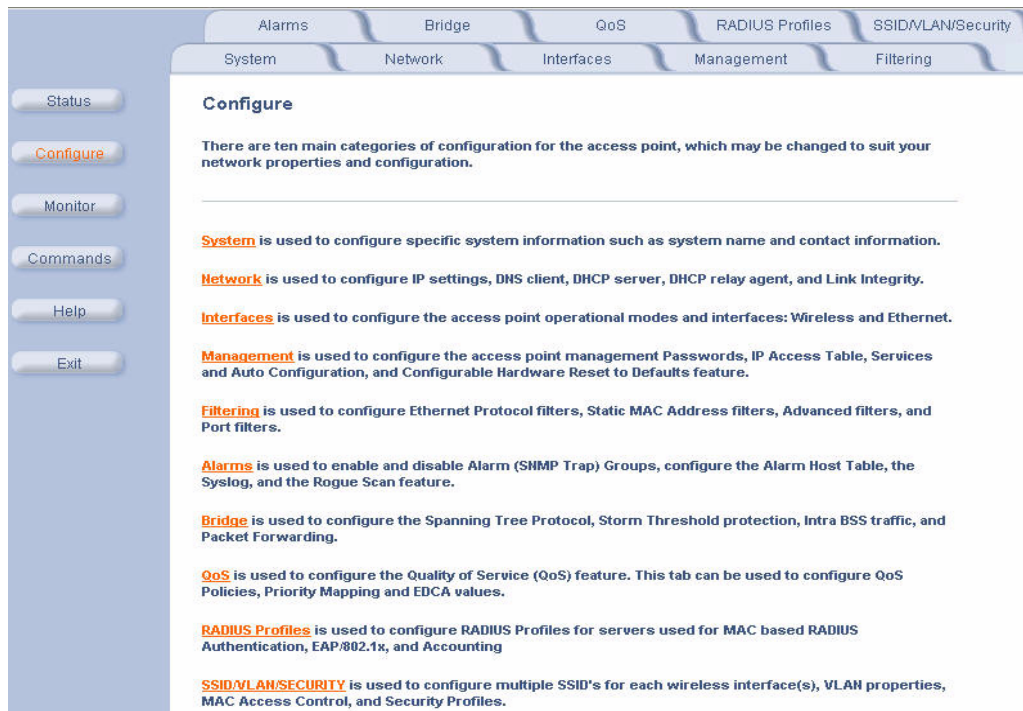 Alarms Bridge QoS RADIUS Profiles SSID/VLAN/Security
System Network Interfaces Management Filtering
Status
Configure
Monitor
Commands
Help
Exit
Configure
There are ten main categories of configuration for the access point, which may be changed to suit your
network properties and configuration.
System is used to configure specific system information such as system name and contact information.
Network is used to configure IP settings, DNS client, DHCP server, DHCP relay agent, and Link Integrity.
Interfaces is used to configure the access point operational modes and interfaces: Wireless and Ethernet.
Management is used to configure the access point management Passwords, IP Access Table, Services
and Auto Configuration, and Configurable Hardware Reset to Defaults feature.
Filtering is used to configure Ethernet Protocol filters, Static MAC Address filters, Advanced filters, and
Port filters.
Alarms is used to enable and disable Alarm (SNMP Trap) Groups, configure the Alarm Host Table, the
Syslog, and the Rogue Scan feature.
Bridge is used to configure the Spanning Tree Protocol, Storm Threshold protection, Intra BSS traffic, and
Packet Forwarding.
QoS is used to configure the Quality of Service (QoS) feature. This tab can be used to configure QoS
Policies, Priority Mapping and EDCA values.
RADIUS Profiles is used to configure RADIUS Profiles for servers used for MAC based RADIUS
Authentication, EAP/802.1x, and Accounting
SSID/VLAN/SECURITY is used to configure multiple SSID's for each wireless interface(s), VLAN properties,
MAC Access Control, and Security Profiles.